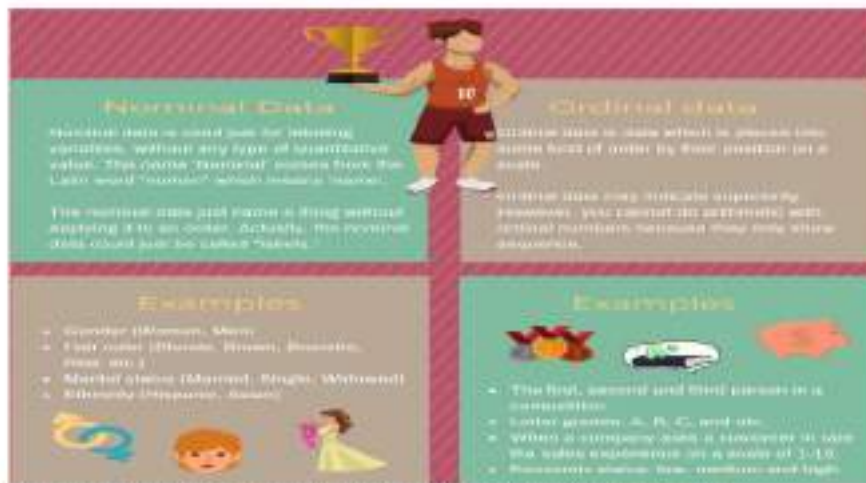 10
Nominal Data
Nominal data is used just for labeling
variables, without any type of quantitative
value. The name 'Nominal' comes from the
Latin word "nomen" which means 'name'.
The nominal data just name a thing without
applying it to an order. Actually, the nominal
data could just be called "labels."
Ordinal data
Ordinal data is data which is placed into
some kind of order by their position on a
scale.
Ordinal data may indicate superiority.
However, you cannot do arithmetic with
ordinal numbers because they only show
sequence.
Examples
• Gender (Women, Men)
• Hair color (Blonde, Brown, Brunette,
Red, etc.)
• Marital status (Married, Single, Widowed)
• Ethnicity (Hispanic, Asian)
Examples
• The first, second and third person in a
competition
• Letter grades: A, B, C, and etc.
• When a company asks a customer to rate
the sales experience on a scale of 1-10.
• Economic status: low, medium and high.